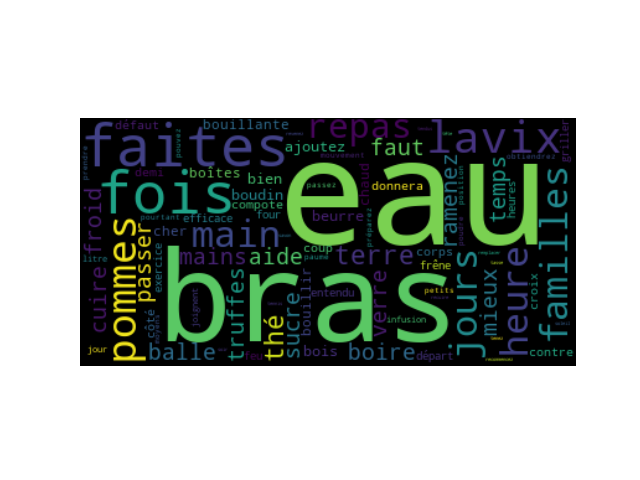 défaut
bouillante
repas
lavix
faites
ajoutez
faut
griller
prendre
pouvez
mouvement
obtiendrez
demi
boîtes
bien
passez
donnera
chaud
ramenez
position
temps
heures
fois
boudin
compote
eau
froid
pourtant
efficace
four
beurre
préparez
poudre
familles
pommes
passer
cher
main
coup
terre
corps
mains
aide
paume
frêne
litre
cuire
exercice
bras
bouillir
entendu
verre
petits
jours
mieux
heure
croix
côté
truffes
joignent
sucre
infusion
thé
jour
balle
feu
bois
boire
départ
contre